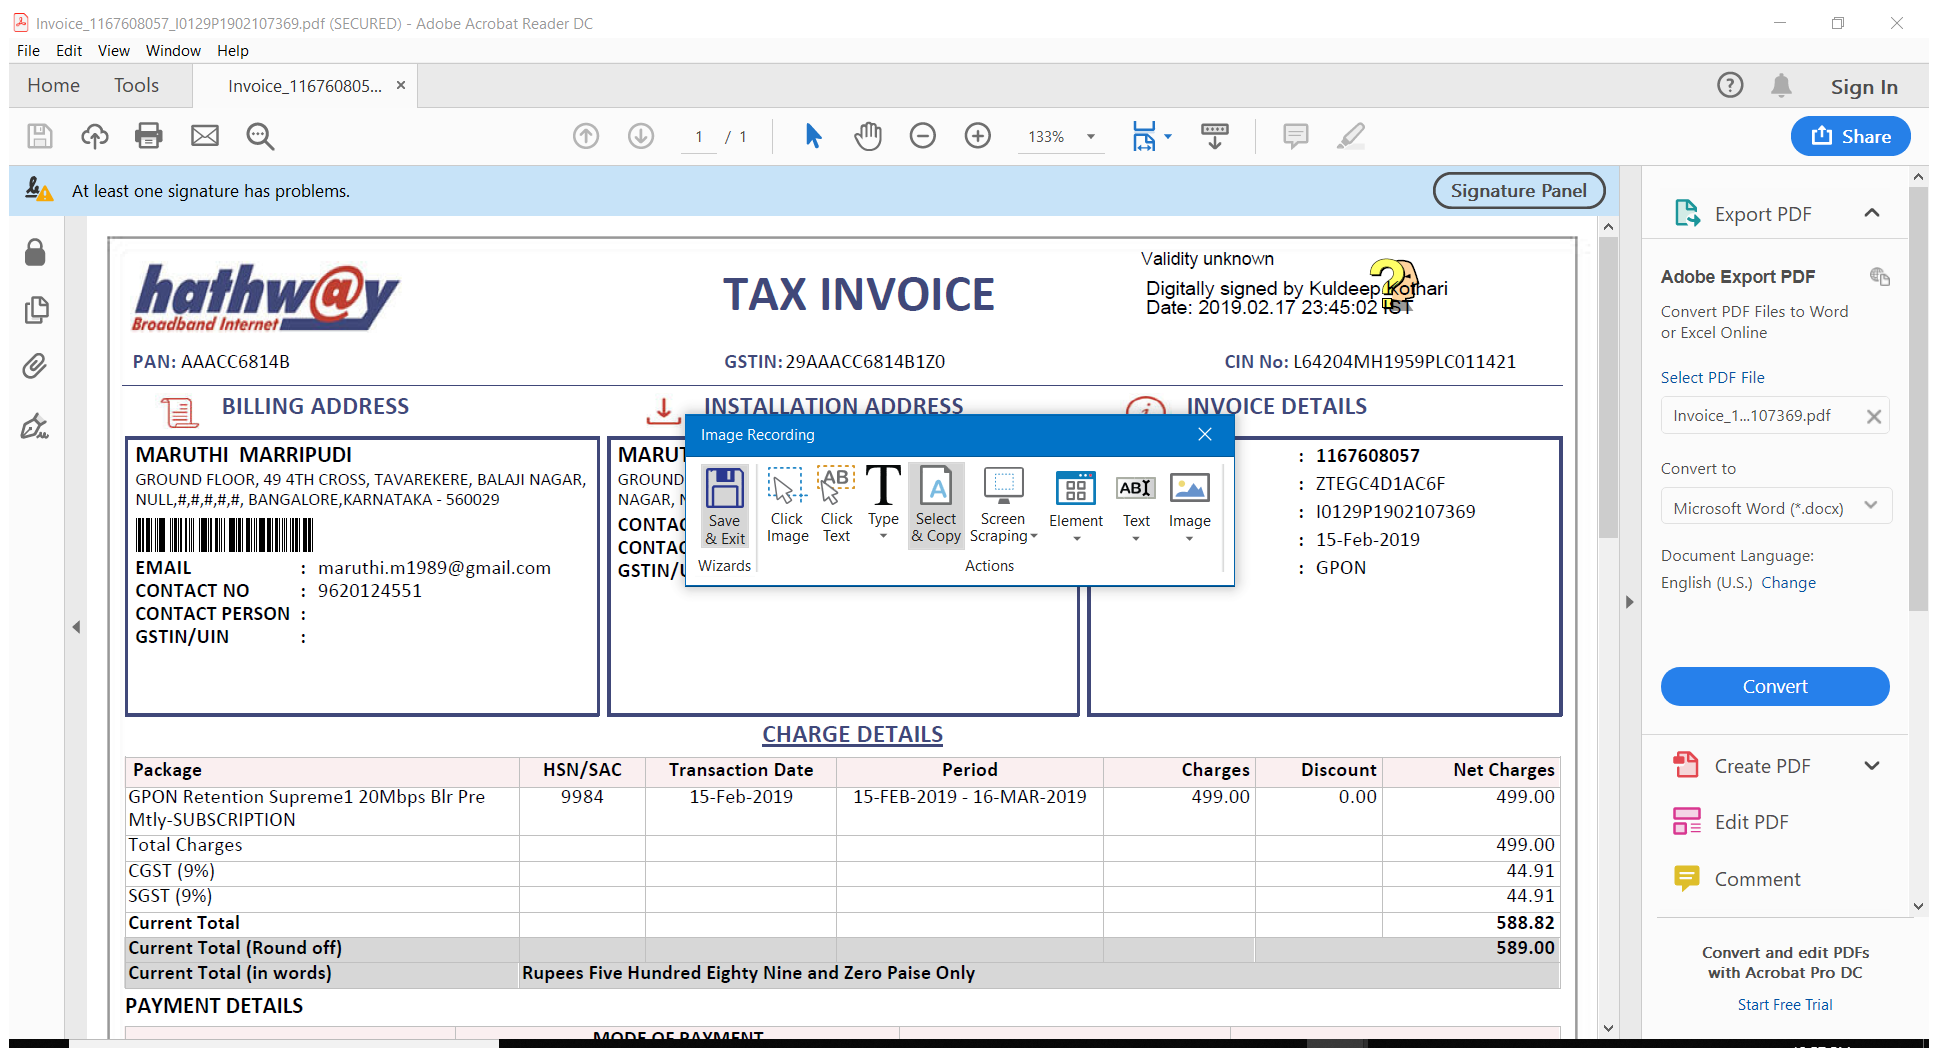 Invoice_1167608057_I0129P1902107369.pdf (SECURED) - Adobe Acrobat Reader DC
File Edit View Window Help
Home Tools Invoice_116760805... × Sign In
1 / 1 133% Share
At least one signature has problems. Signature Panel
hathw@y
Broadband Internet
TAX INVOICE
Validity unknown
Digitally signed by Kuldeep Kothari
Date: 2019.02.17 23:45:02 IST
PAN: AAACC6814B GSTIN: 29AAACC6814B1Z0 CIN No: L64204MH1959PLC011421
BILLING ADDRESS INSTALLATION ADDRESS INVOICE DETAILS
MARUTHI MARRIPUDI
GROUND FLOOR, 49 4TH CROSS, TAVAREKERE, BALAJI NAGAR,
NULL,#,#,#,#,#, BANGALORE,KARNATAKA - 560029
EMAIL : maruthi.m1989@gmail.com
CONTACT NO : 9620124551
CONTACT PERSON :
GSTIN/UIN :
MARUT
GROUND
NAGAR, N
CONTAC
CONTAC
GSTIN/U
Image Recording
Save & Exit
Click Image
Click Text
Type
Select & Copy
Screen Scraping
Element
Text
Image
Wizards Actions
: 1167608057
: ZTEGC4D1AC6F
: I0129P1902107369
: 15-Feb-2019
: GPON
CHARGE DETAILS
Package HSN/SAC Transaction Date Period Charges Discount Net Charges
GPON Retention Supreme1 20Mbps Blr Pre 9984 15-Feb-2019 15-FEB-2019 - 16-MAR-2019 499.00 0.00 499.00
Mtly-SUBSCRIPTION
Total Charges 499.00
CGST (9%) 44.91
SGST (9%) 44.91
Current Total 588.82
Current Total (Round off) 589.00
Current Total (in words) Rupees Five Hundred Eighty Nine and Zero Paise Only
PAYMENT DETAILS
MODE OF PAYMENT
Export PDF
Adobe Export PDF
Convert PDF Files to Word
or Excel Online
Select PDF File
Invoice_1...107369.pdf
Convert to
Microsoft Word (*.docx)
Document Language:
English (U.S.) Change
Convert
Create PDF
Edit PDF
Comment
Convert and edit PDFs
with Acrobat Pro DC
Start Free Trial